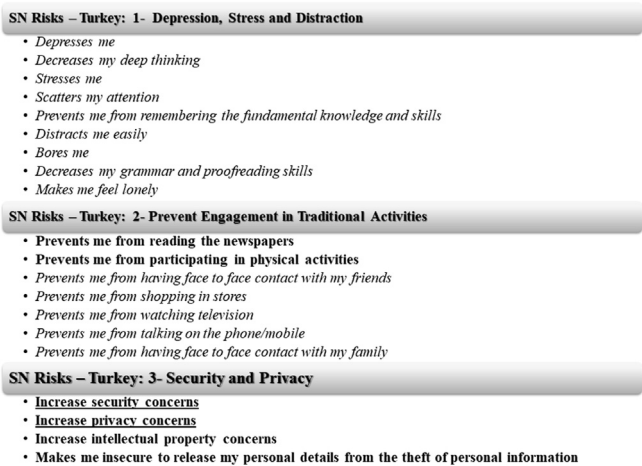 SN Risks – Turkey: 1- Depression, Stress and Distraction
• Depresses me
• Decreases my deep thinking
• Stresses me
• Scatters my attention
• Prevents me from remembering the fundamental knowledge and skills
• Distracts me easily
• Bores me
• Decreases my grammar and proofreading skills
• Makes me feel lonely
SN Risks – Turkey: 2- Prevent Engagement in Traditional Activities
• Prevents me from reading the newspapers
• Prevents me from participating in physical activities
• Prevents me from having face to face contact with my friends
• Prevents me from shopping in stores
• Prevents me from watching television
• Prevents me from talking on the phone/mobile
• Prevents me from having face to face contact with my family
SN Risks – Turkey: 3- Security and Privacy
• Increase security concerns
• Increase privacy concerns
• Increase intellectual property concerns
• Makes me insecure to release my personal details from the theft of personal information